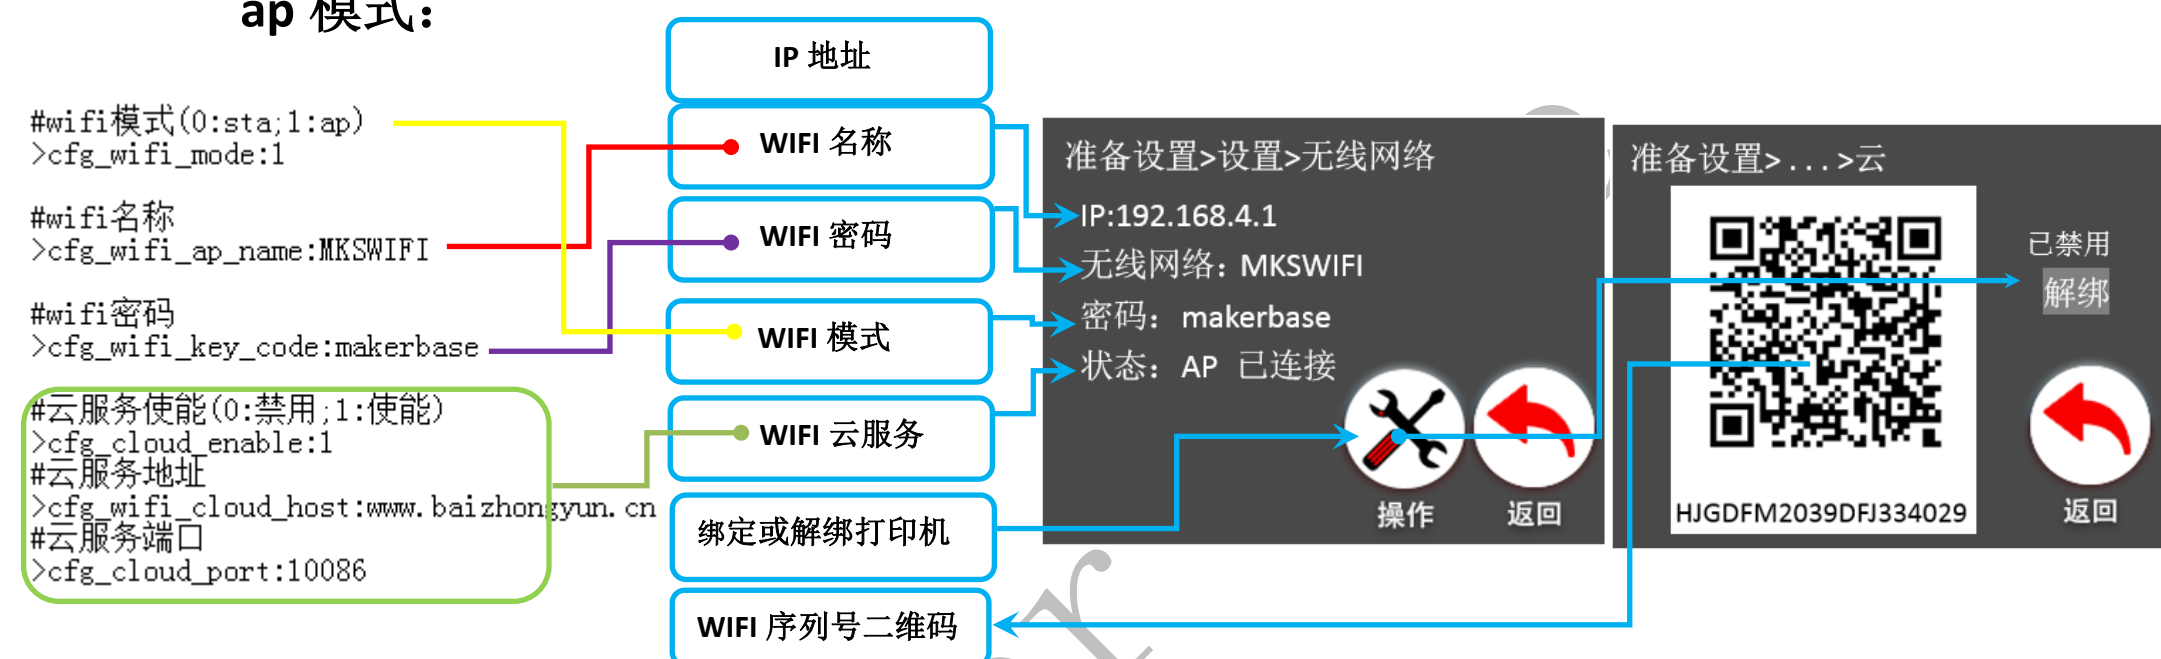 ap 模式：
#wifi模式(0:sta;1:ap)
>cfg_wifi_mode:1
#wifi名称
>cfg_wifi_ap_name:MKSWIFI
#wifi密码
>cfg_wifi_key_code:makerbase
#云服务使能(0:禁用;1:使能)
>cfg_cloud_enable:1
#云服务地址
>cfg_wifi_cloud_host:www.baizhongyun.cn
#云服务端口
>cfg_cloud_port:10086
IP 地址
WIFI 名称
WIFI 密码
WIFI 模式
WIFI 云服务
绑定或解绑打印机
WIFI 序列号二维码
准备设置>设置>无线网络
IP:192.168.4.1
无线网络：MKSWIFI
密码：makerbase
状态：AP 已连接
操作
返回
准备设置>...>云
已禁用
解绑
HJGDFM2039DFJ334029
返回